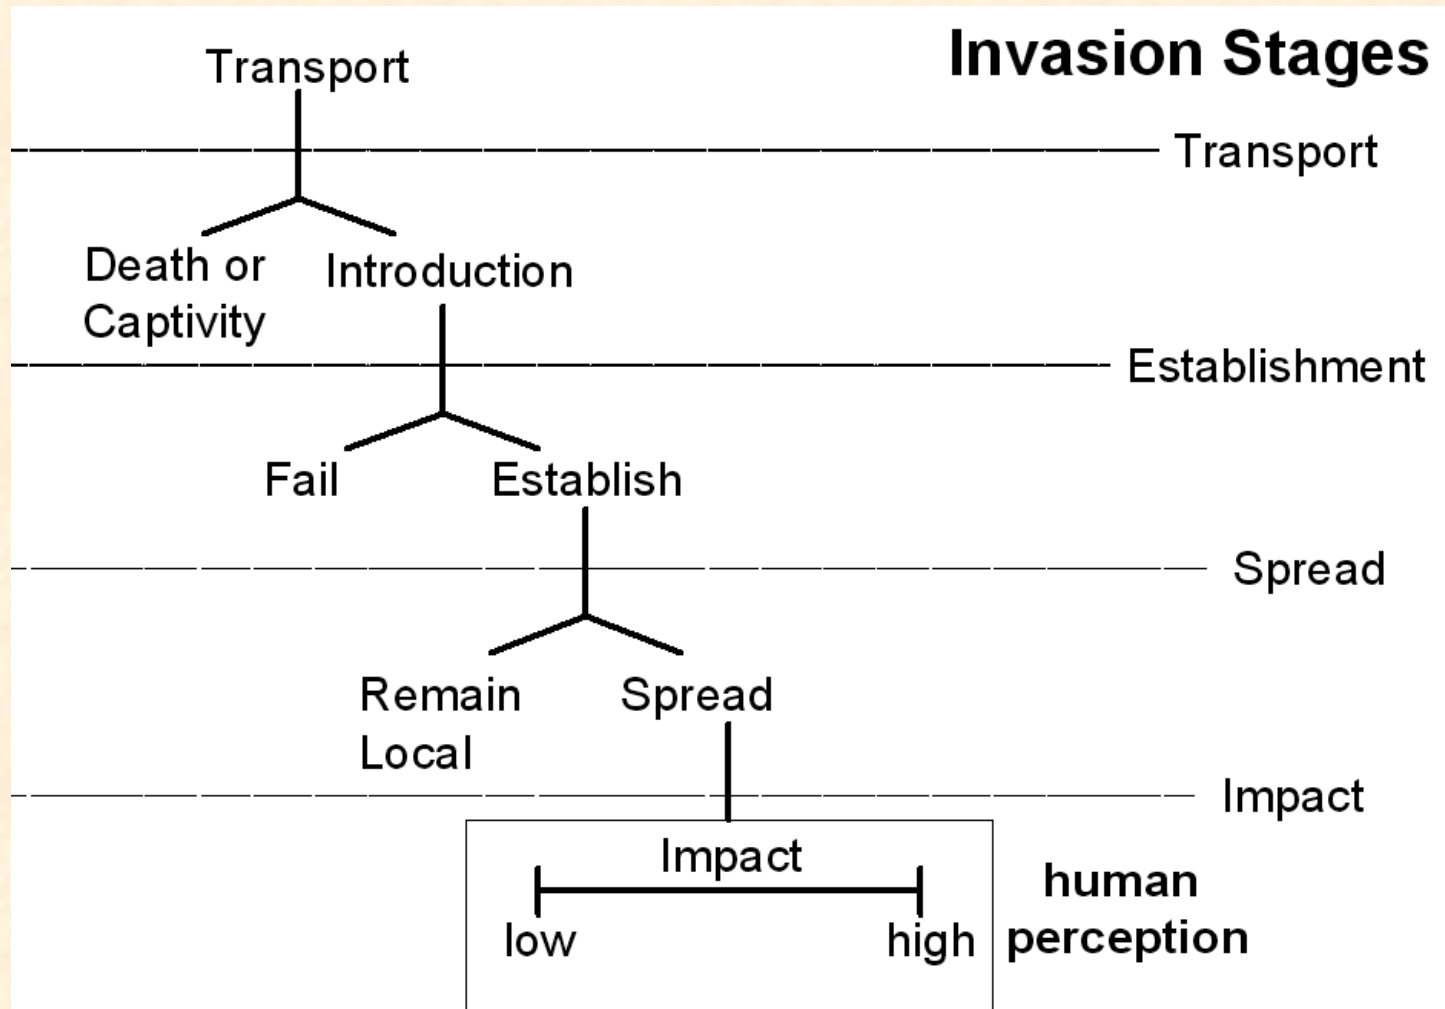 Invasion Stages
Transport
Transport
Death or
Captivity
Introduction
Establishment
Fail
Establish
Spread
Remain
Local
Spread
Impact
Impact
low
high
human
perception